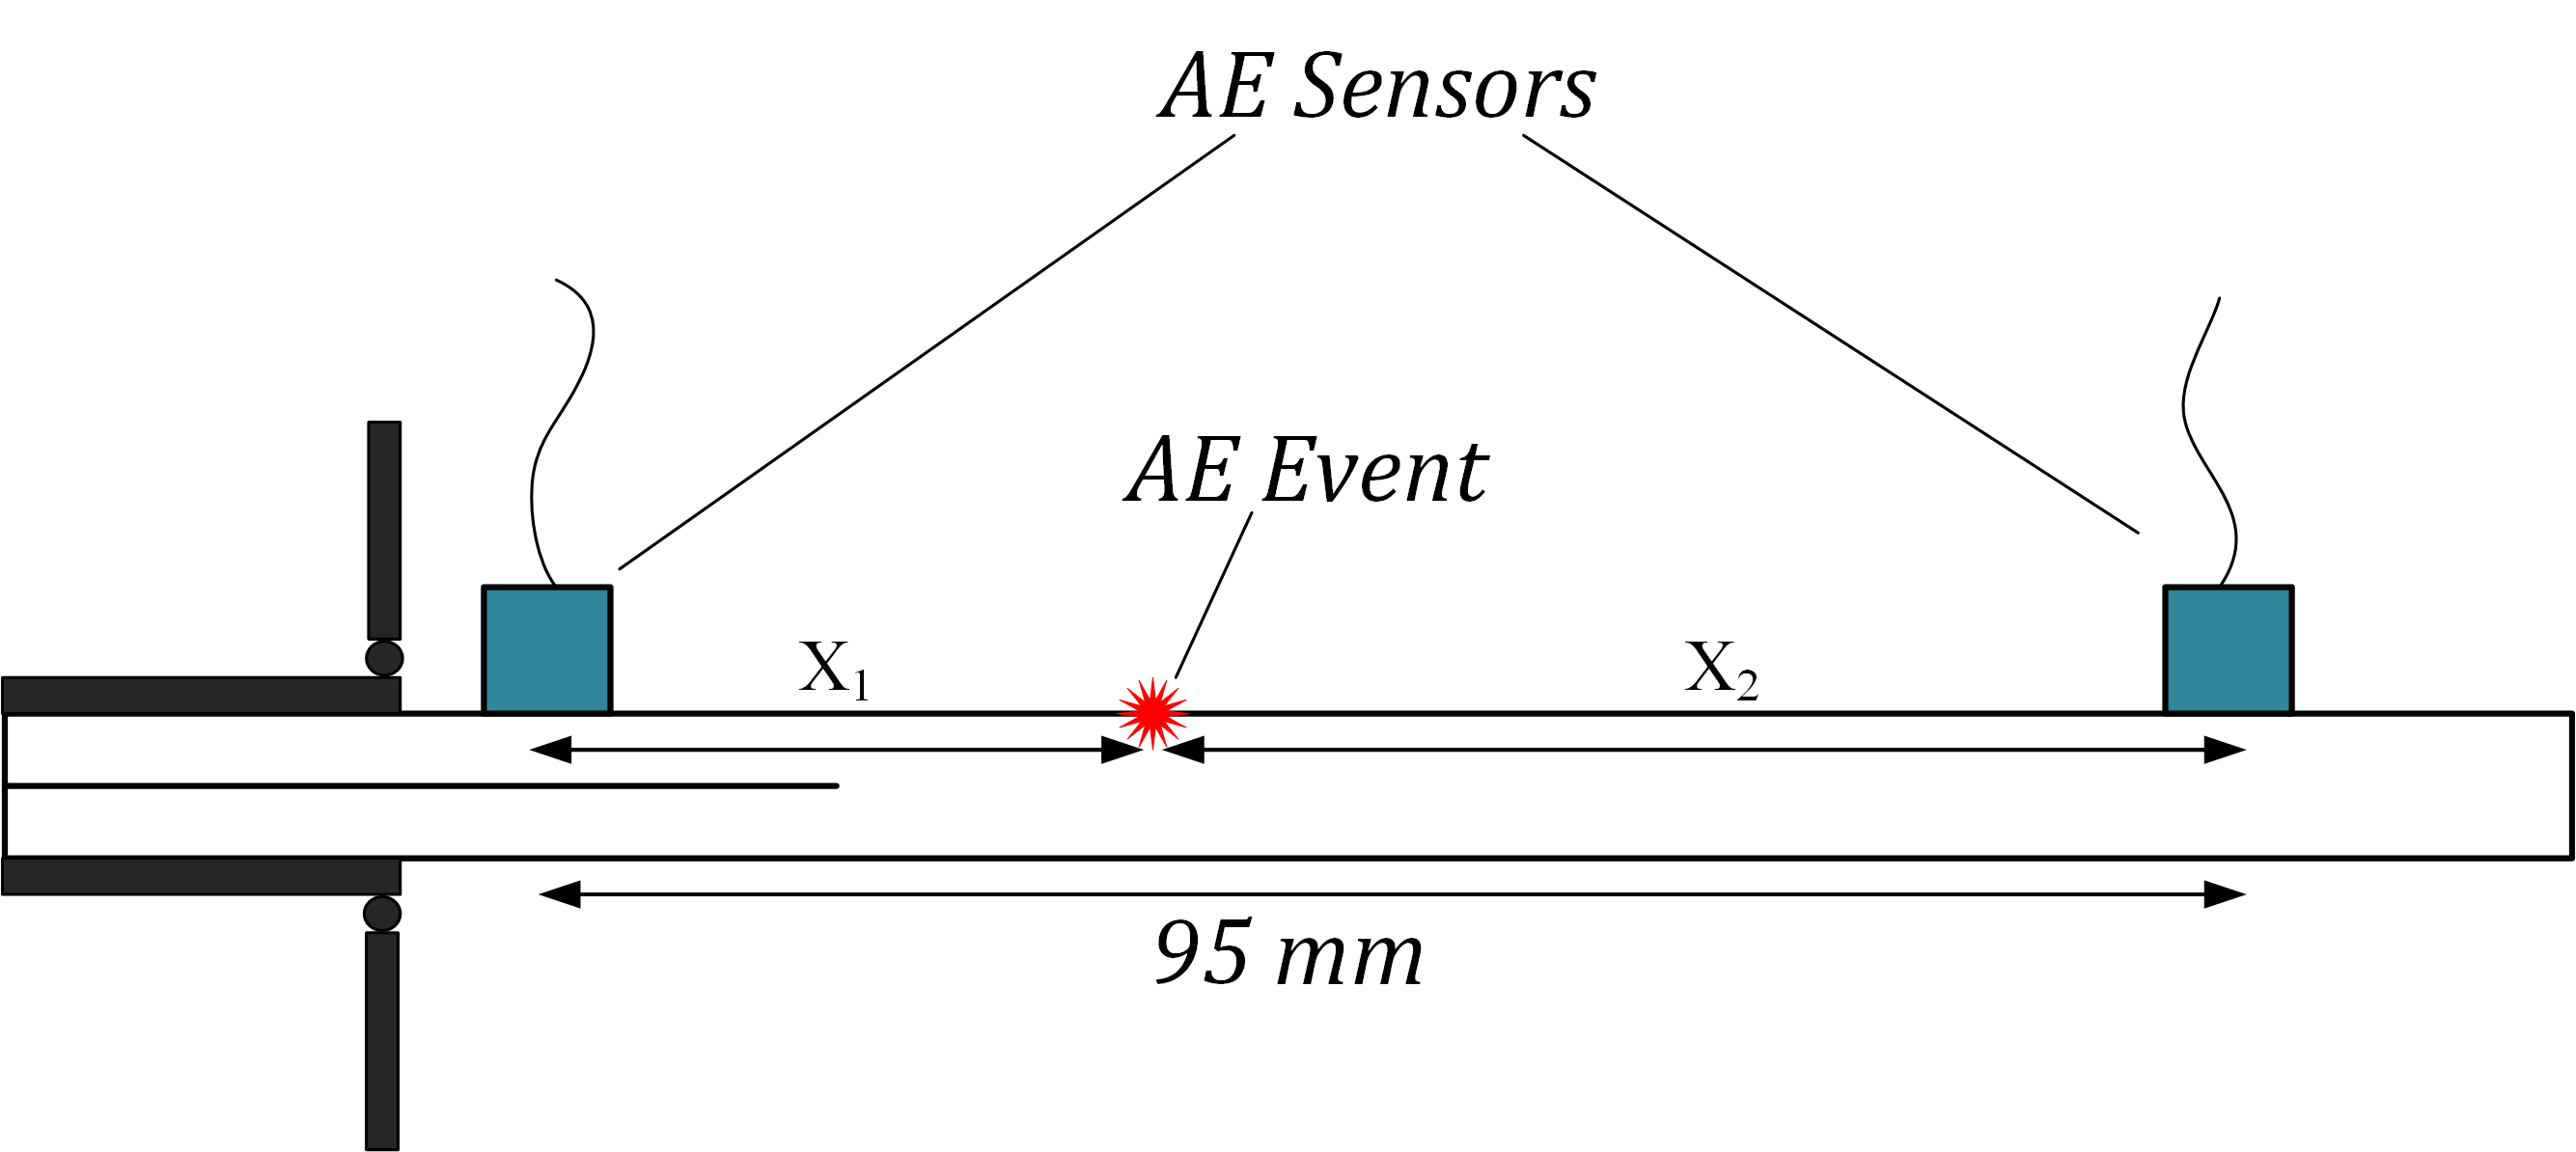 AE Sensors
AE Event
X₁
X₂
95 mm